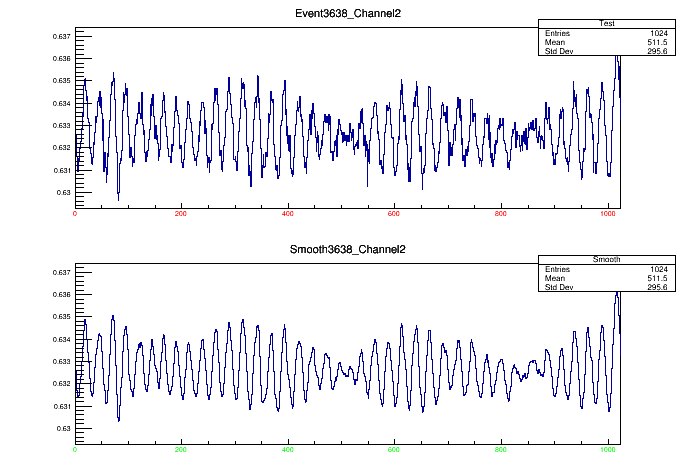 Event3638_Channel2
Test
Entries 1024
Mean 511.5
Std Dev 295.6
0.637
0.636
0.635
0.634
0.633
0.632
0.631
0.63
0 200 400 600 800 1000
Smooth3638_Channel2
Smooth
Entries 1024
Mean 511.5
Std Dev 295.6
0.637
0.636
0.635
0.634
0.633
0.632
0.631
0.63
0 200 400 600 800 1000